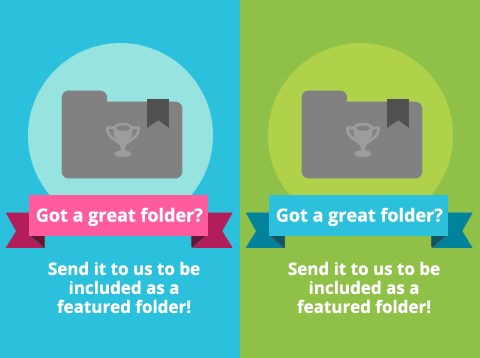 Got a great folder?
Send it to us to be
included as a
featured folder!
Got a great folder?
Send it to us to be
included as a
featured folder!